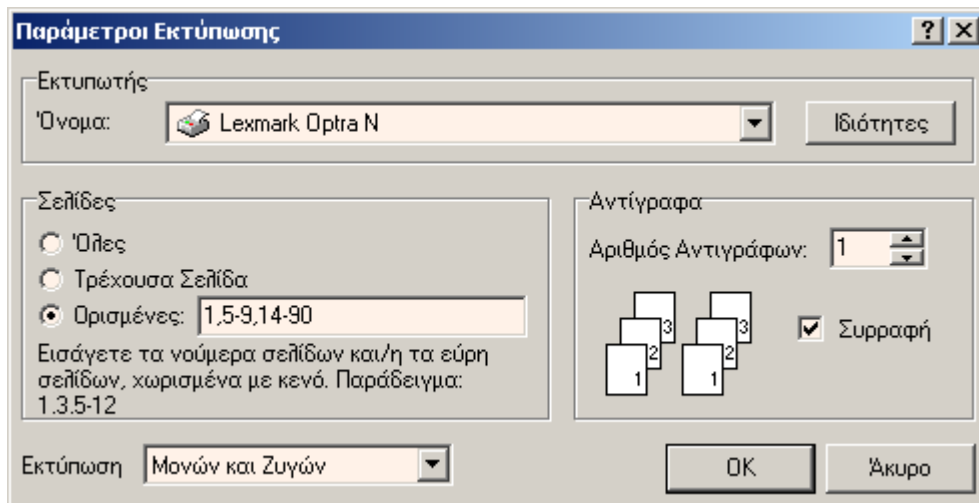 Παράμετροι Εκτύπωσης
Εκτυπωτής
Όνομα: Lexmark Optra N Ιδιότητες
Σελίδες
Όλες
Τρέχουσα Σελίδα
Ορισμένες: 1,5-9,14-90
Εισάγετε τα νούμερα σελίδων και/η τα εύρη
σελίδων, χωρισμένα με κενό. Παράδειγμα:
1.3.5-12
Αντίγραφα
Αριθμός Αντιγράφων: 1
3 3
2 2
1 1
Συρραφή
Εκτύπωση Μονών και Ζυγών OK Άκυρο